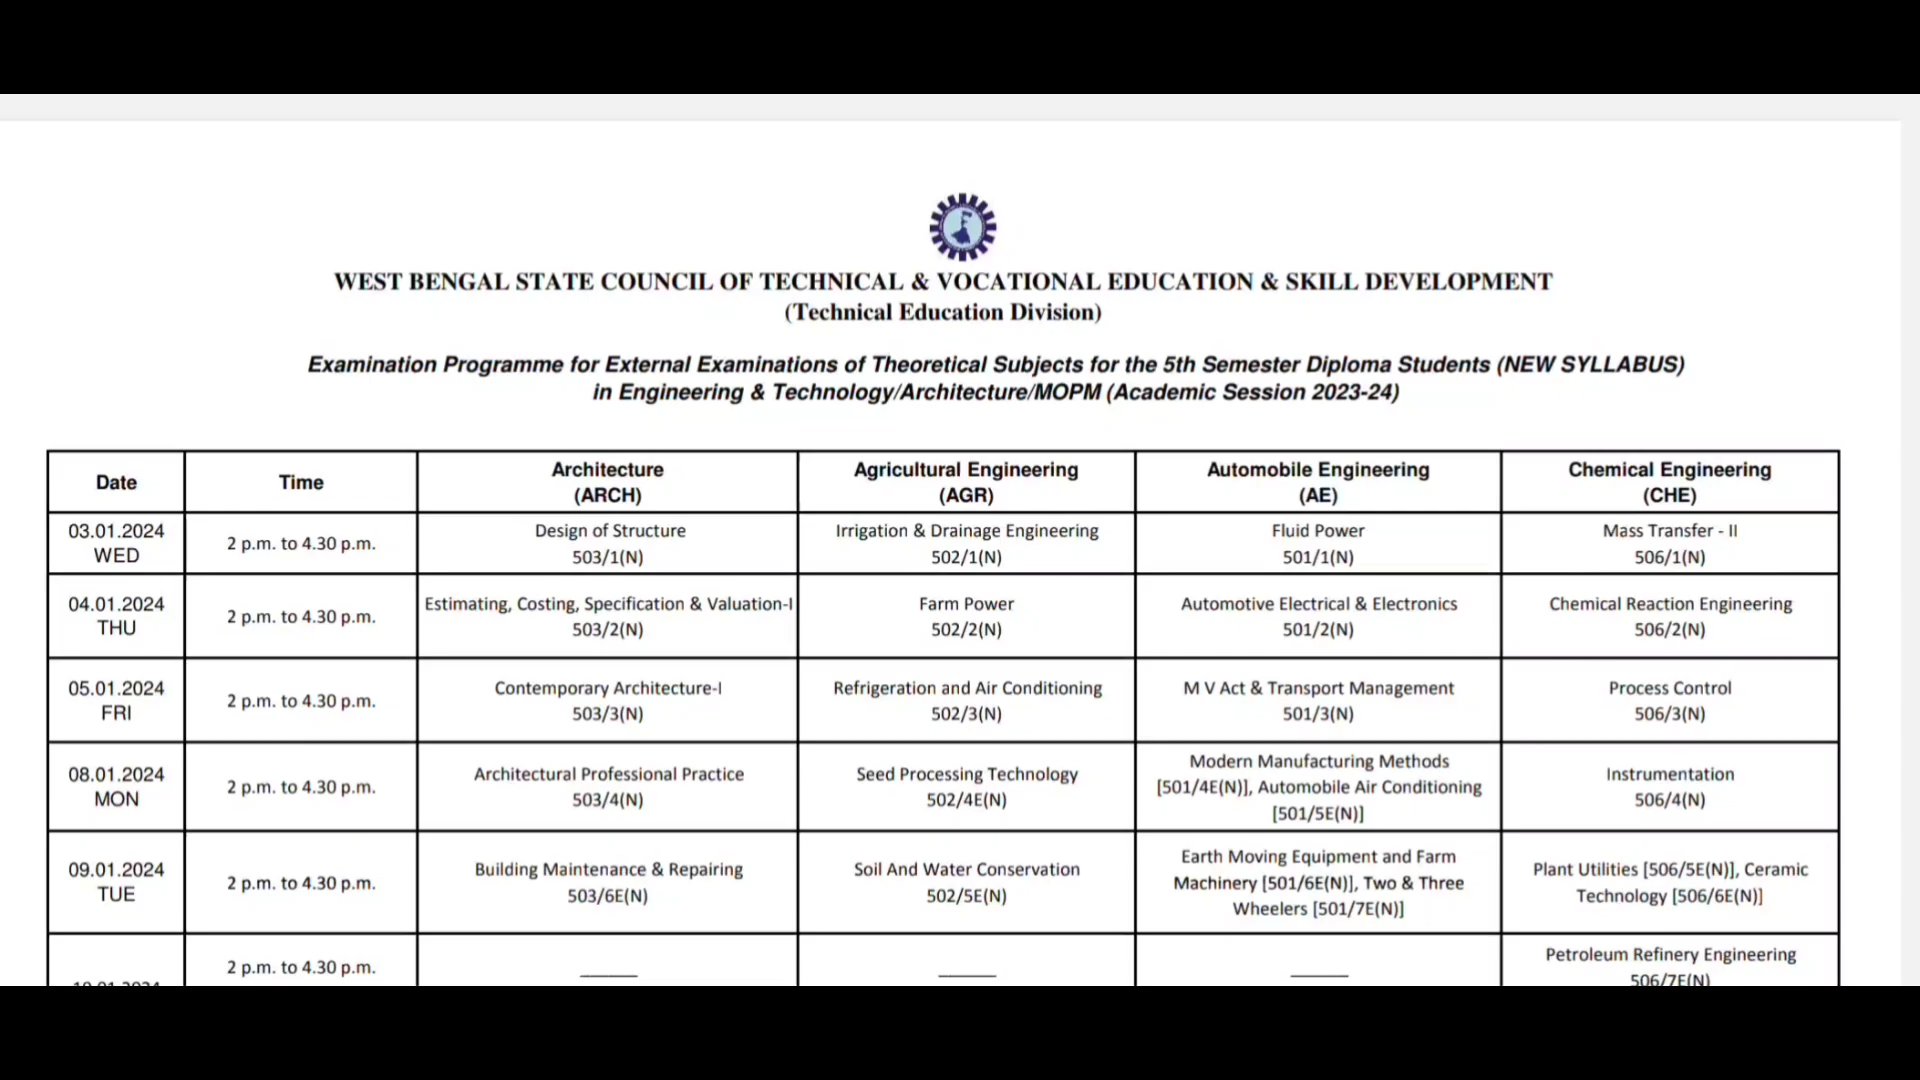 WEST BENGAL STATE COUNCIL OF TECHNICAL & VOCATIONAL EDUCATION & SKILL DEVELOPMENT
(Technical Education Division)
Examination Programme for External Examinations of Theoretical Subjects for the 5th Semester Diploma Students (NEW SYLLABUS)
in Engineering & Technology/Architecture/MOPM (Academic Session 2023-24)
Date
Time
Architecture
(ARCH)
Agricultural Engineering
(AGR)
Automobile Engineering
(AE)
Chemical Engineering
(CHE)
03.01.2024
WED
2 p.m. to 4.30 p.m.
Design of Structure
503/1(N)
Irrigation & Drainage Engineering
502/1(N)
Fluid Power
501/1(N)
Mass Transfer - II
506/1(N)
04.01.2024
THU
2 p.m. to 4.30 p.m.
Estimating, Costing, Specification & Valuation-I
503/2(N)
Farm Power
502/2(N)
Automotive Electrical & Electronics
501/2(N)
Chemical Reaction Engineering
506/2(N)
05.01.2024
FRI
2 p.m. to 4.30 p.m.
Contemporary Architecture-I
503/3(N)
Refrigeration and Air Conditioning
502/3(N)
M V Act & Transport Management
501/3(N)
Process Control
506/3(N)
08.01.2024
MON
2 p.m. to 4.30 p.m.
Architectural Professional Practice
503/4(N)
Seed Processing Technology
502/4E(N)
Modern Manufacturing Methods
[501/4E(N)], Automobile Air Conditioning
[501/5E(N)]
Instrumentation
506/4(N)
09.01.2024
TUE
2 p.m. to 4.30 p.m.
Building Maintenance & Repairing
503/6E(N)
Soil And Water Conservation
502/5E(N)
Earth Moving Equipment and Farm
Machinery [501/6E(N)], Two & Three
Wheelers [501/7E(N)]
Plant Utilities [506/5E(N)], Ceramic
Technology [506/6E(N)]
2 p.m. to 4.30 p.m.
Petroleum Refinery Engineering
506/7E(N)